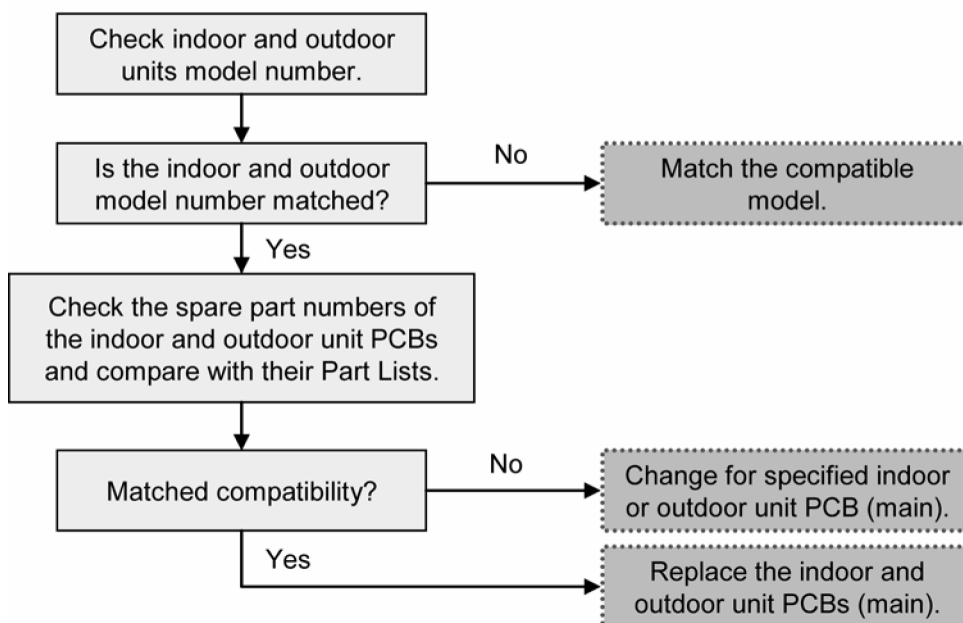 Check indoor and outdoor
units model number.
Is the indoor and outdoor
model number matched?
No
Match the compatible
model.
Yes
Check the spare part numbers of
the indoor and outdoor unit PCBs
and compare with their Part Lists.
Matched compatibility?
No
Change for specified indoor
or outdoor unit PCB (main).
Yes
Replace the indoor and
outdoor unit PCBs (main).